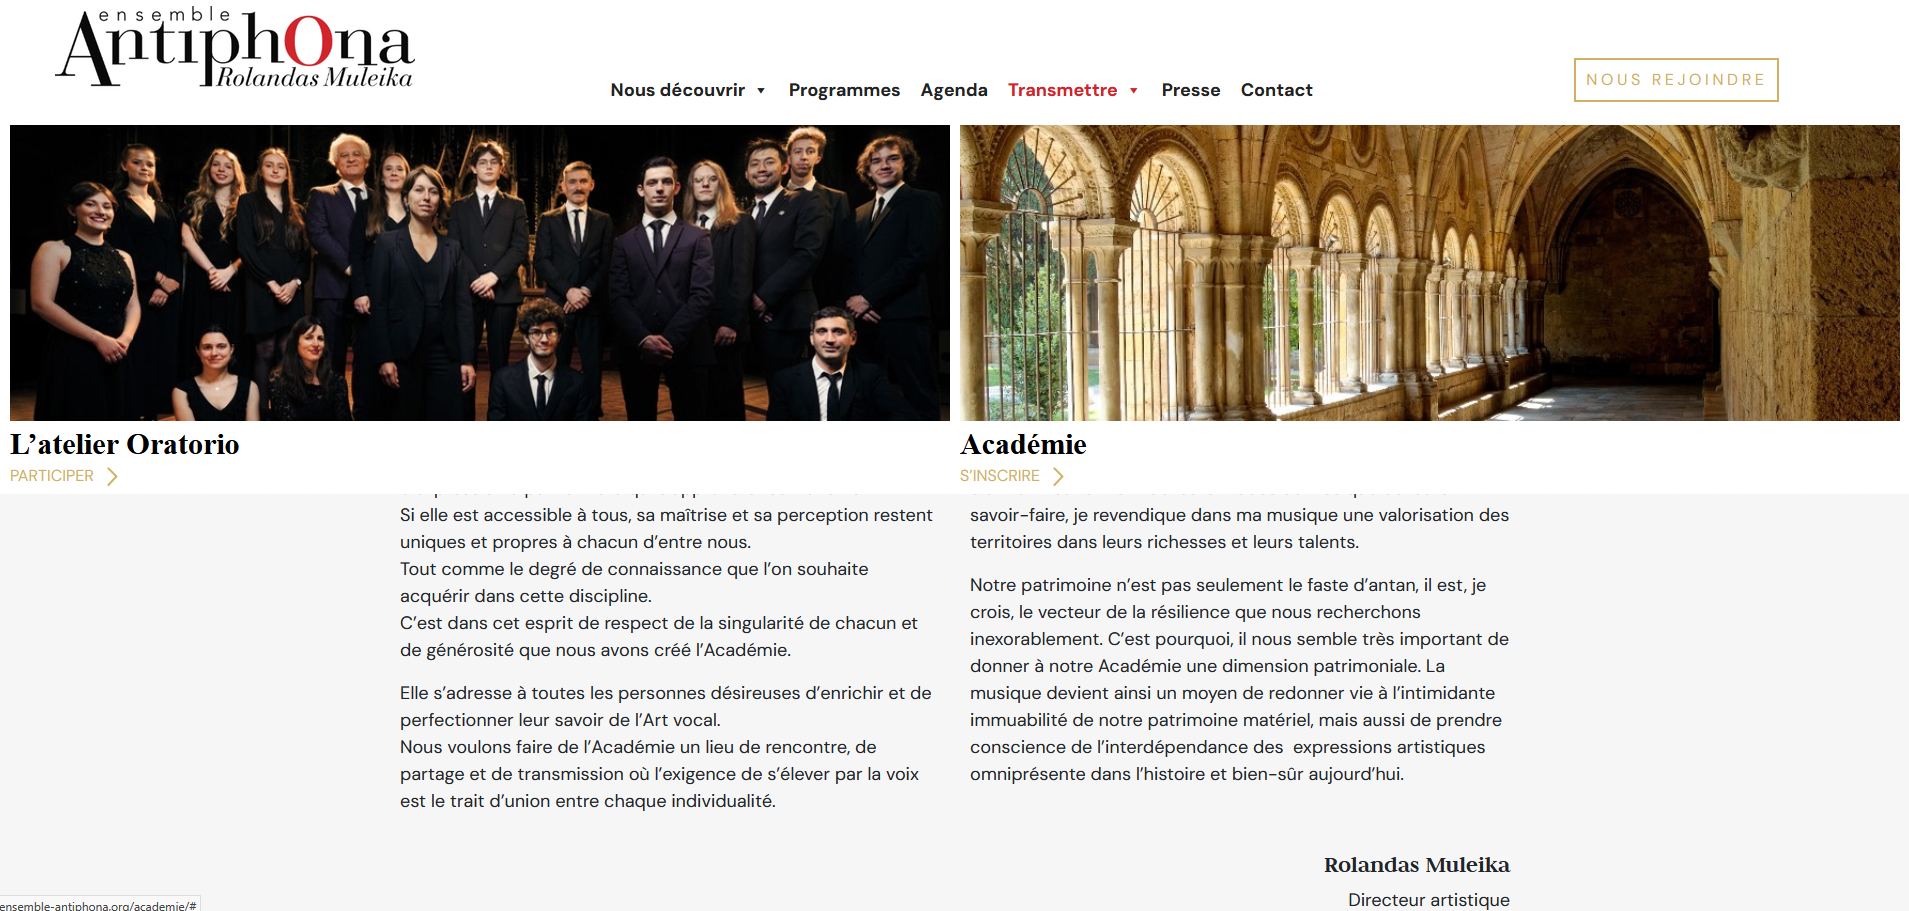 ensemble
AntiphOna
Rolandas Muleika
Nous découvrir
Programmes
Agenda
Transmettre
Presse
Contact
NOUS REJOINDRE
L’atelier Oratorio
PARTICIPER
Académie
S’INSCRIRE
Si elle est accessible à tous, sa maîtrise et sa perception restent
uniques et propres à chacun d’entre nous.
Tout comme le degré de connaissance que l’on souhaite
acquérir dans cette discipline.
C’est dans cet esprit de respect de la singularité de chacun et
de générosité que nous avons créé l’Académie.
Elle s’adresse à toutes les personnes désireuses d’enrichir et de
perfectionner leur savoir de l’Art vocal.
Nous voulons faire de l’Académie un lieu de rencontre, de
partage et de transmission où l’exigence de s’élever par la voix
est le trait d’union entre chaque individualité.
savoir-faire, je revendique dans ma musique une valorisation des
territoires dans leurs richesses et leurs talents.
Notre patrimoine n’est pas seulement le faste d’antan, il est, je
crois, le vecteur de la résilience que nous recherchons
inexorablement. C’est pourquoi, il nous semble très important de
donner à notre Académie une dimension patrimoniale. La
musique devient ainsi un moyen de redonner vie à l’intimidante
immuabilité de notre patrimoine matériel, mais aussi de prendre
conscience de l’interdépendance des  expressions artistiques
omniprésente dans l’histoire et bien-sûr aujourd’hui.
Rolandas Muleika
Directeur artistique
ensemble-antiphona.org/academie/#